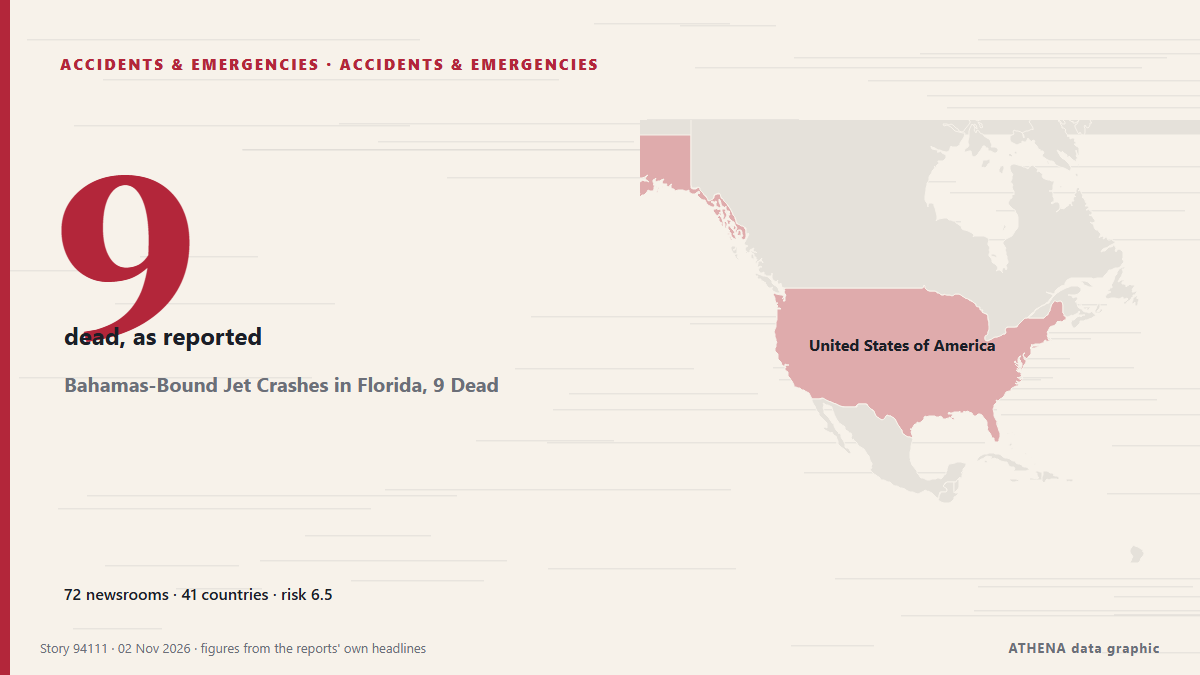 ACCIDENTS & EMERGENCIES · ACCIDENTS & EMERGENCIES
9
dead, as reported
Bahamas-Bound Jet Crashes in Florida, 9 Dead
United States of America
72 newsrooms · 41 countries · risk 6.5
Story 94111 · 02 Nov 2026 · figures from the reports' own headlines
ATHENA data graphic